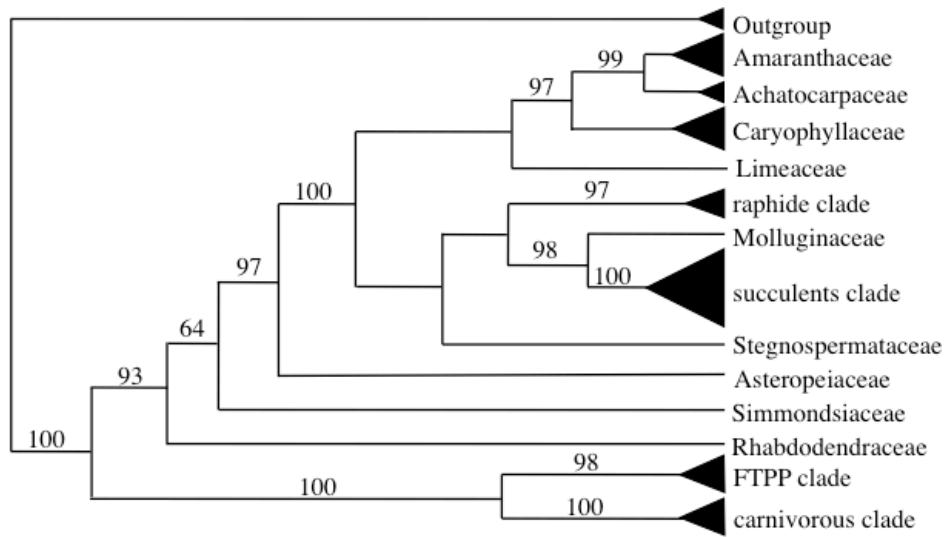 Outgroup
99
Amaranthaceae
97
Achatocarpaceae
Caryophyllaceae
Limeaceae
100
97
raphide clade
Molluginaceae
98
97
100
succulents clade
64
Stegnospermataceae
93
Asteropeiaceae
Simmondsiaceae
100
Rhabdodendraceae
98
FTPP clade
100
100
carnivorous clade